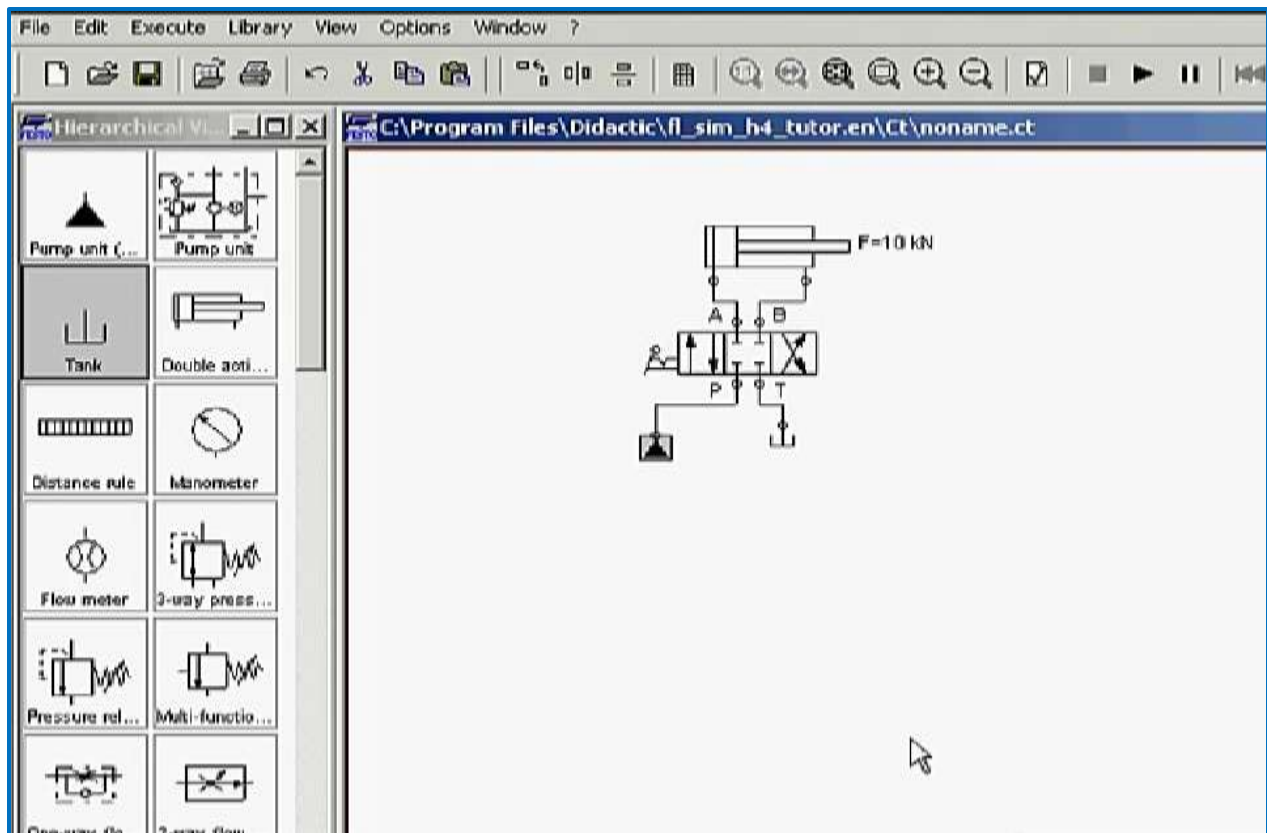 File Edit Execute Library View Options Window ?
FESTO Hierarchical Vi...
FESTO C:\Program Files\Didactic\fl_sim_h4_tutor.en\Ct\noname.ct
Pump unit (... Pump unit
Tank Double acti...
Distance rule Manometer
Flow meter 3-way press...
Pressure rel... Multi-functio...
F=10 kN
A B
P T